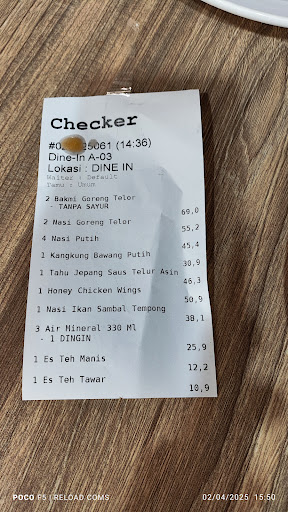 Checker
25061 (14:36)
Dine-In A-03
Lokasi : DINE IN
Waiter : Default
Tamu : Umum
2 Bakmi Goreng Telor
- TANPA SAYUR
69,0
2 Nasi Goreng Telor
55,2
4 Nasi Putih
45,4
1 Kangkung Bawang Putih
30,9
1 Tahu Jepang Saus Telur Asin
46,3
1 Honey Chicken Wings
50,9
1 Nasi Ikan Sambal Tempong
38,1
3 Air Mineral 330 Ml
- 1 DINGIN
25,9
1 Es Teh Manis
12,2
1 Es Teh Tawar
10,9
POCO F5 | RELOAD COMS
02/04/2025 15:50